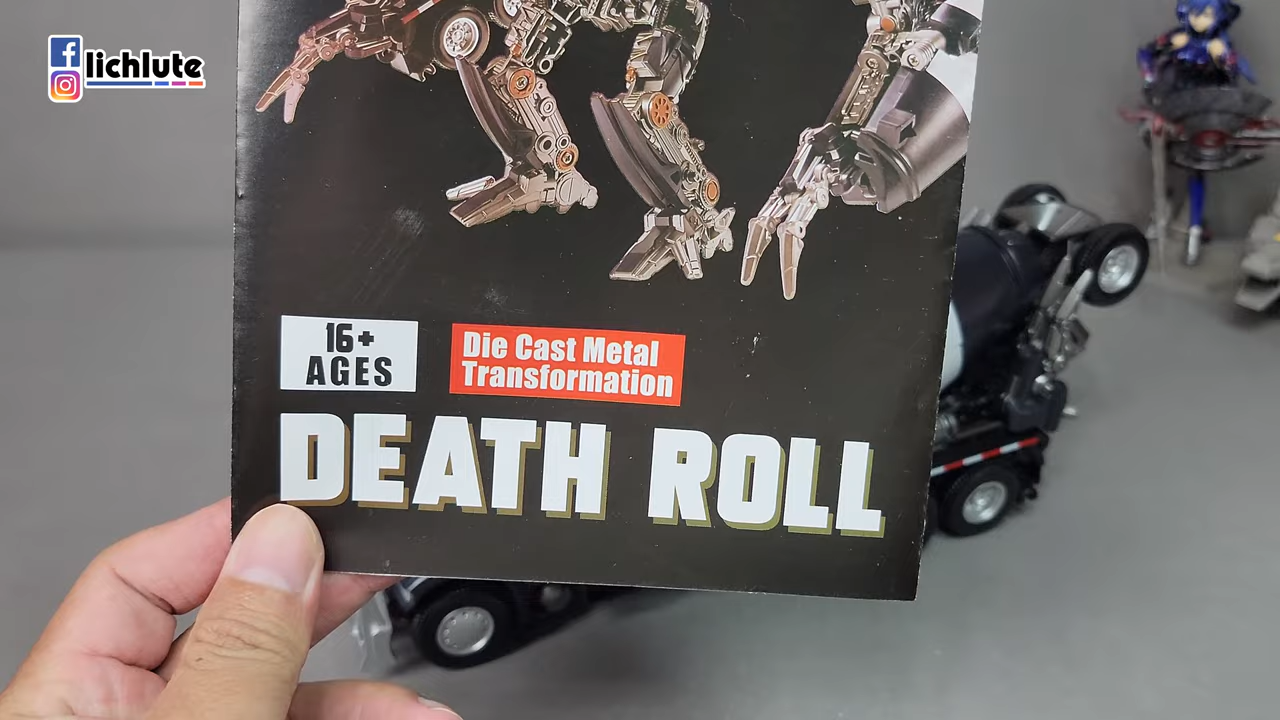 lichlute
16+
AGES
Die Cast Metal
Transformation
DEATH ROLL